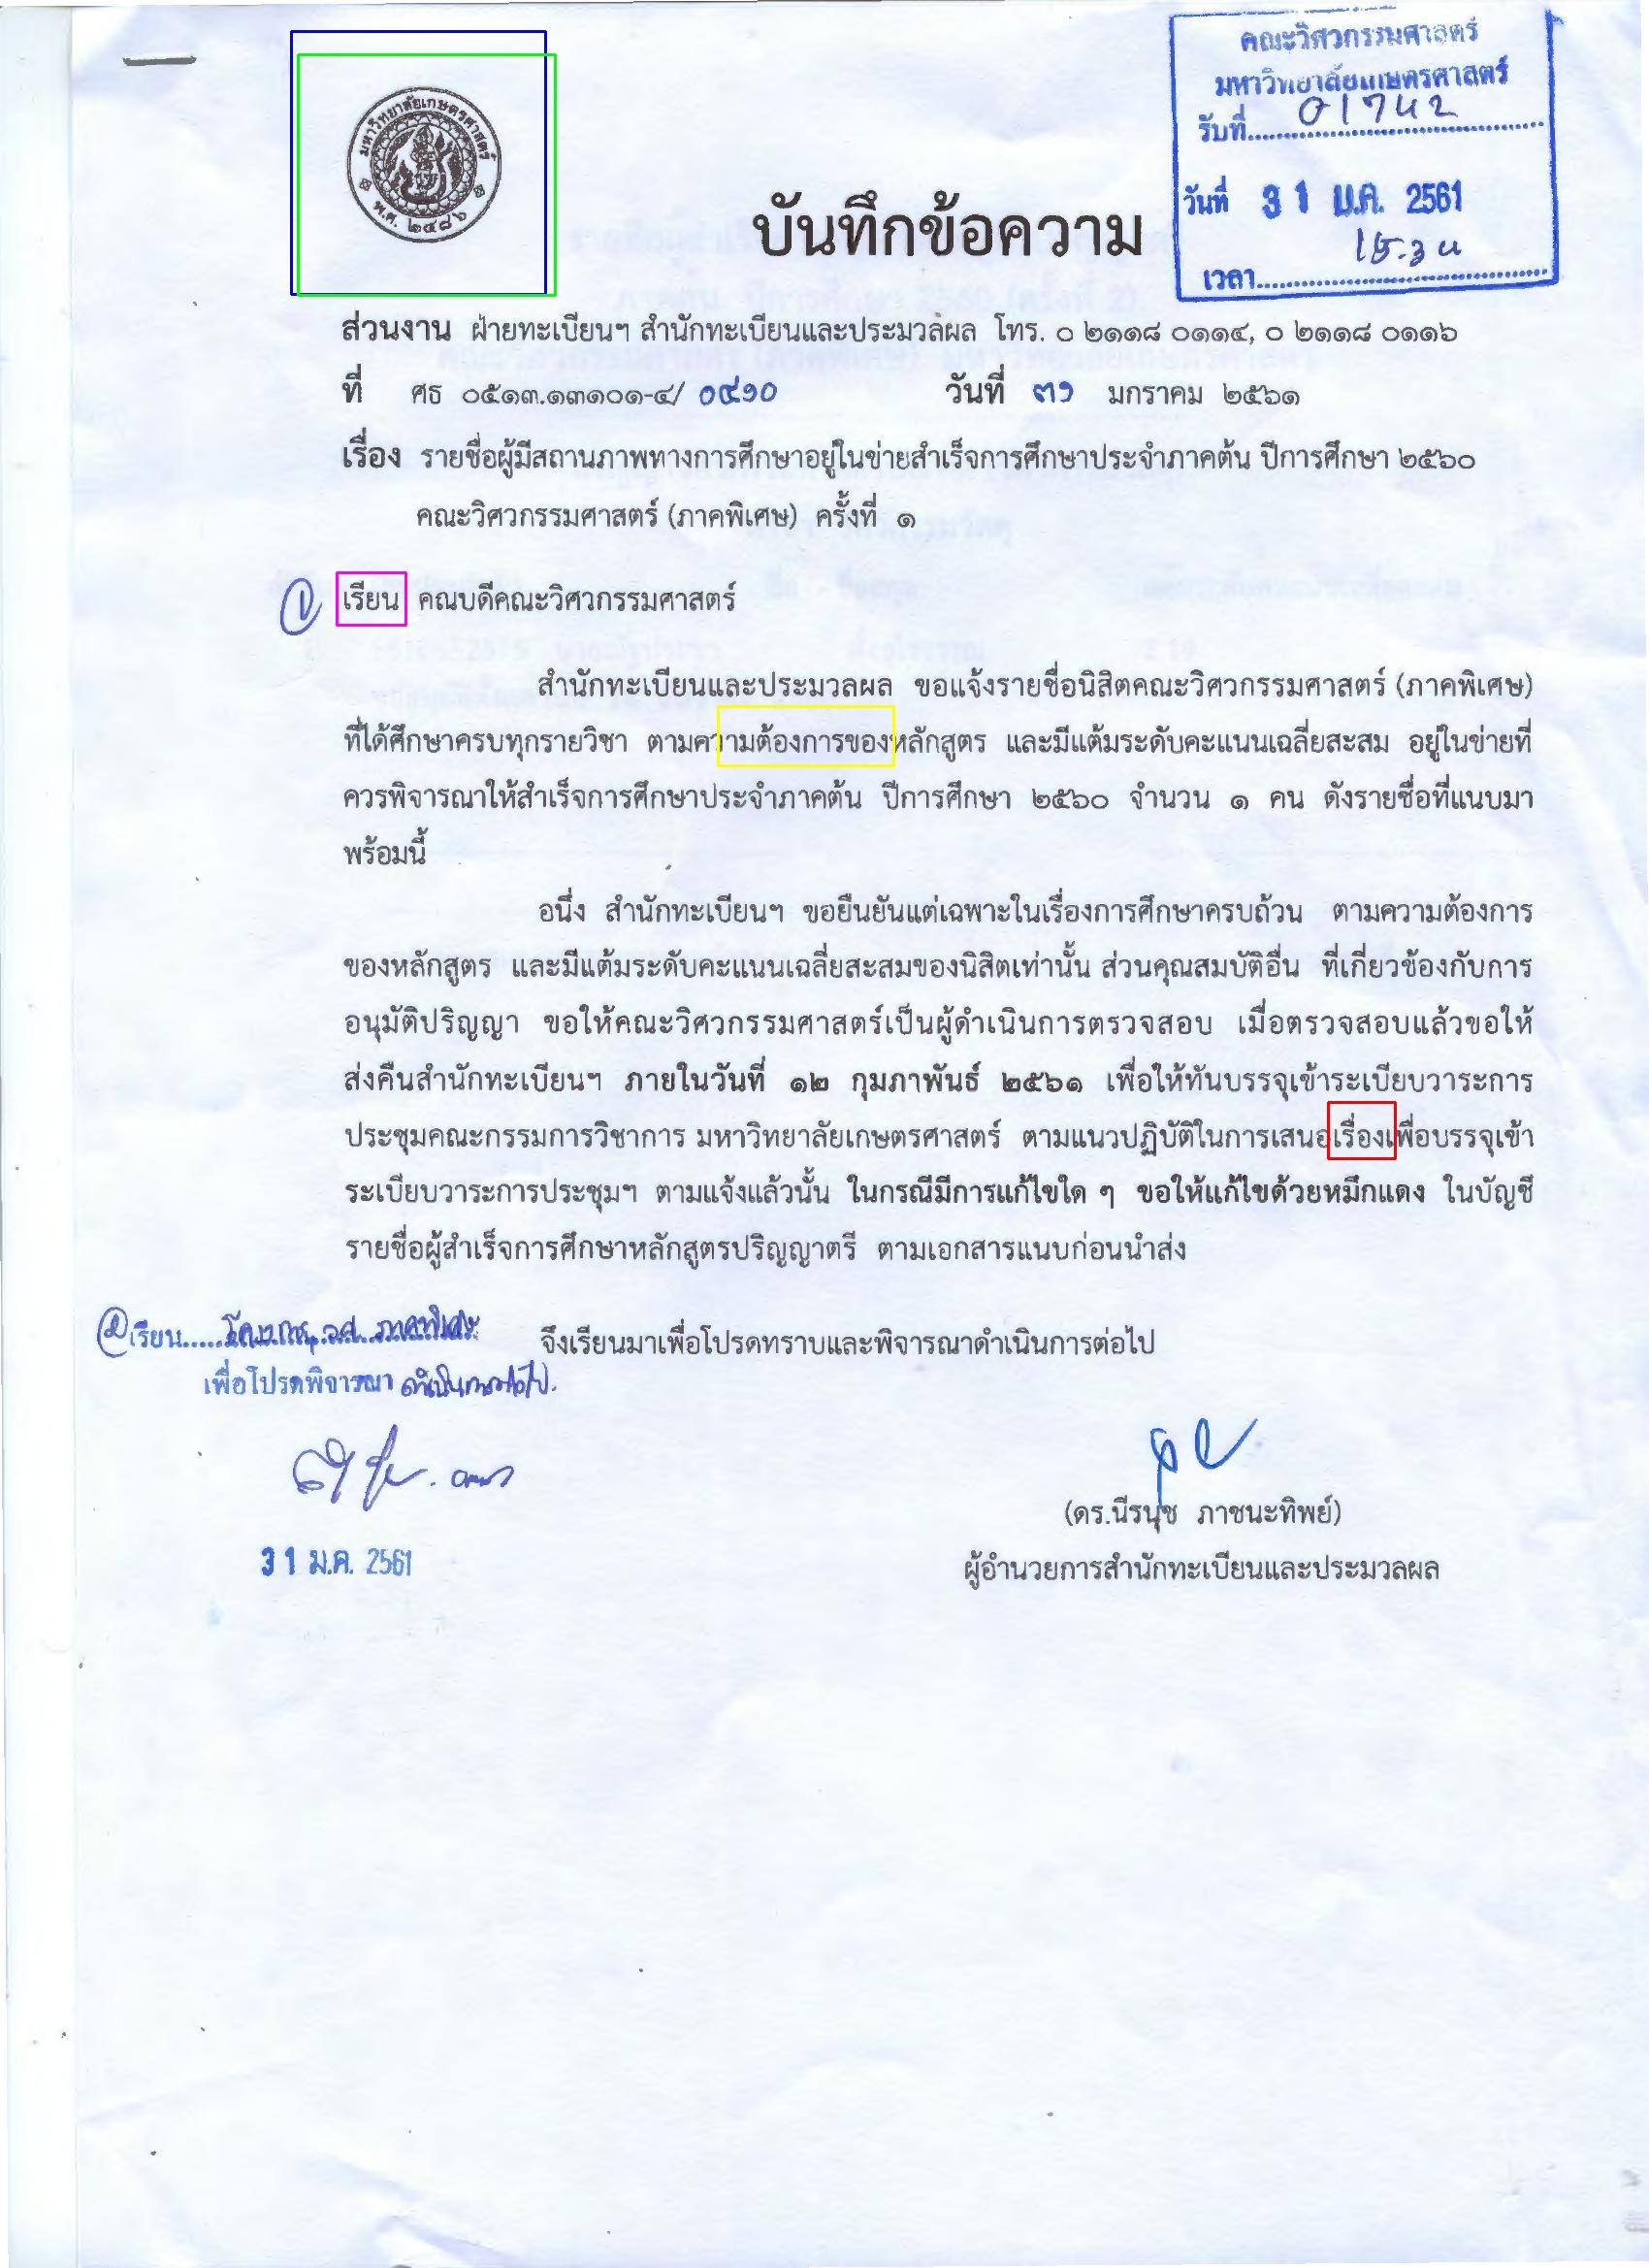 คณะวิศวกรรมศาสตร์
มหาวิทยาลัยเกษตรศาสตร์
รับที่ 01742
วันที่ 31 ม.ค. 2561
เวลา 15.3น
มหาวิทยาลัยเกษตรศาสตร์
พ.ศ. ๒๔๘๖
บันทึกข้อความ
ส่วนงาน ฝ่ายทะเบียนฯ สำนักทะเบียนและประมวลผล โทร. ๐ ๒๑๑๘ ๐๑๑๔, ๐ ๒๑๑๘ ๐๑๑๖
ที่ ศธ ๐๕๑๓.๑๓๑๐๑-๔/ ๐๔๑๐ วันที่ ๓๑ มกราคม ๒๕๖๑
เรื่อง รายชื่อผู้มีสถานภาพทางการศึกษาอยู่ในข่ายสำเร็จการศึกษาประจำภาคต้น ปีการศึกษา ๒๕๖๐
คณะวิศวกรรมศาสตร์ (ภาคพิเศษ) ครั้งที่ ๑
① เรียน คณบดีคณะวิศวกรรมศาสตร์
สำนักทะเบียนและประมวลผล ขอแจ้งรายชื่อนิสิตคณะวิศวกรรมศาสตร์ (ภาคพิเศษ)
ที่ได้ศึกษาครบทุกรายวิชา ตามความต้องการของหลักสูตร และมีแต้มระดับคะแนนเฉลี่ยสะสม อยู่ในข่ายที่
ควรพิจารณาให้สำเร็จการศึกษาประจำภาคต้น ปีการศึกษา ๒๕๖๐ จำนวน ๑ คน ดังรายชื่อที่แนบมา
พร้อมนี้
อนึ่ง สำนักทะเบียนฯ ขอยืนยันแต่เฉพาะในเรื่องการศึกษาครบถ้วน ตามความต้องการ
ของหลักสูตร และมีแต้มระดับคะแนนเฉลี่ยสะสมของนิสิตเท่านั้น ส่วนคุณสมบัติอื่น ที่เกี่ยวข้องกับการ
อนุมัติปริญญา ขอให้คณะวิศวกรรมศาสตร์เป็นผู้ดำเนินการตรวจสอบ เมื่อตรวจสอบแล้วขอให้
ส่งคืนสำนักทะเบียนฯ ภายในวันที่ ๑๒ กุมภาพันธ์ ๒๕๖๑ เพื่อให้ทันบรรจุเข้าระเบียบวาระการ
ประชุมคณะกรรมการวิชาการ มหาวิทยาลัยเกษตรศาสตร์ ตามแนวปฏิบัติในการเสนอเรื่องเพื่อบรรจุเข้า
ระเบียบวาระการประชุมฯ ตามแจ้งแล้วนั้น ในกรณีมีการแก้ไขใด ๆ ขอให้แก้ไขด้วยหมึกแดง ในบัญชี
รายชื่อผู้สำเร็จการศึกษาหลักสูตรปริญญาตรี ตามเอกสารแนบก่อนนำส่ง
จึงเรียนมาเพื่อโปรดทราบและพิจารณาดำเนินการต่อไป
② เรียน โครงการ วศ. ภาคพิเศษ
เพื่อโปรดพิจารณา ดำเนินการต่อไป.
31 ม.ค. 2561
(ดร.นีรนุช ภาชนะทิพย์)
ผู้อำนวยการสำนักทะเบียนและประมวลผล